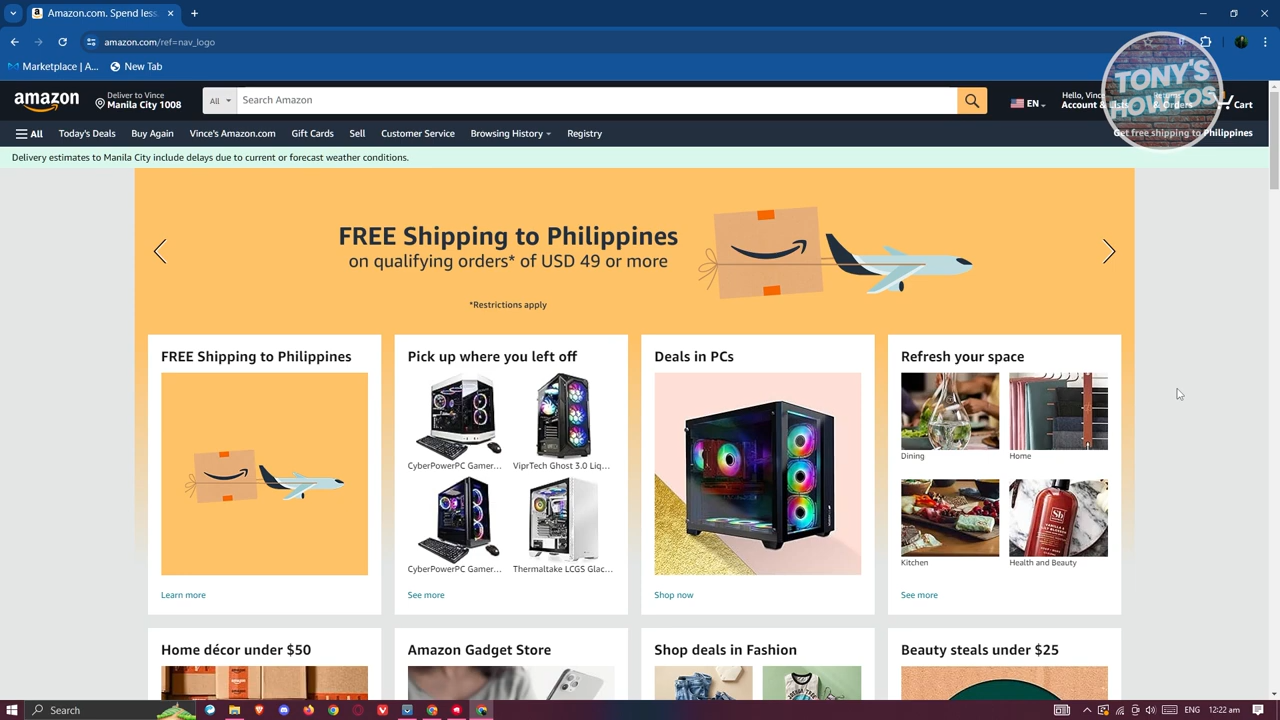 Amazon.com. Spend less
amazon.com/ref=nav_logo
Marketplace | A...
New Tab
amazon
Deliver to Vince
Manila City 1008
All
Search Amazon
EN
Hello, Vince
Account & Lists
Returns
& Orders
Cart
TONY'S
HOWTOS
All
Today's Deals
Buy Again
Vince's Amazon.com
Gift Cards
Sell
Customer Service
Browsing History
Registry
Get free shipping to Philippines
Delivery estimates to Manila City include delays due to current or forecast weather conditions.
FREE Shipping to Philippines
on qualifying orders* of USD 49 or more
*Restrictions apply
FREE Shipping to Philippines
Learn more
Pick up where you left off
CyberPowerPC Gamer...
ViprTech Ghost 3.0 Liq...
CyberPowerPC Gamer...
Thermaltake LCGS Glac...
See more
Deals in PCs
Shop now
Refresh your space
Dining
Home
Kitchen
Health and Beauty
See more
Home décor under $50
Amazon Gadget Store
Shop deals in Fashion
Beauty steals under $25
Search
12:22 am